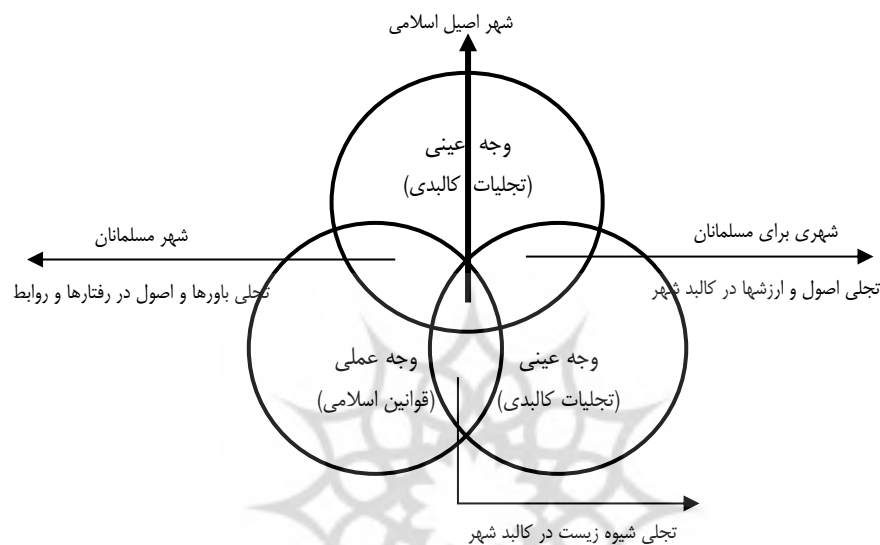 شهر اصیل اسلامی
وجه عینی
(تجلیات کالبدی)
شهری برای مسلمانان
تجلی اصول و ارزشها در کالبد شهر
شهر مسلمانان
تجلی باورها و اصول در رفتارها و روابط
وجه عینی
(تجلیات کالبدی)
وجه عملی
(قوانین اسلامی)
تجلی شیوه زیست در کالبد شهر